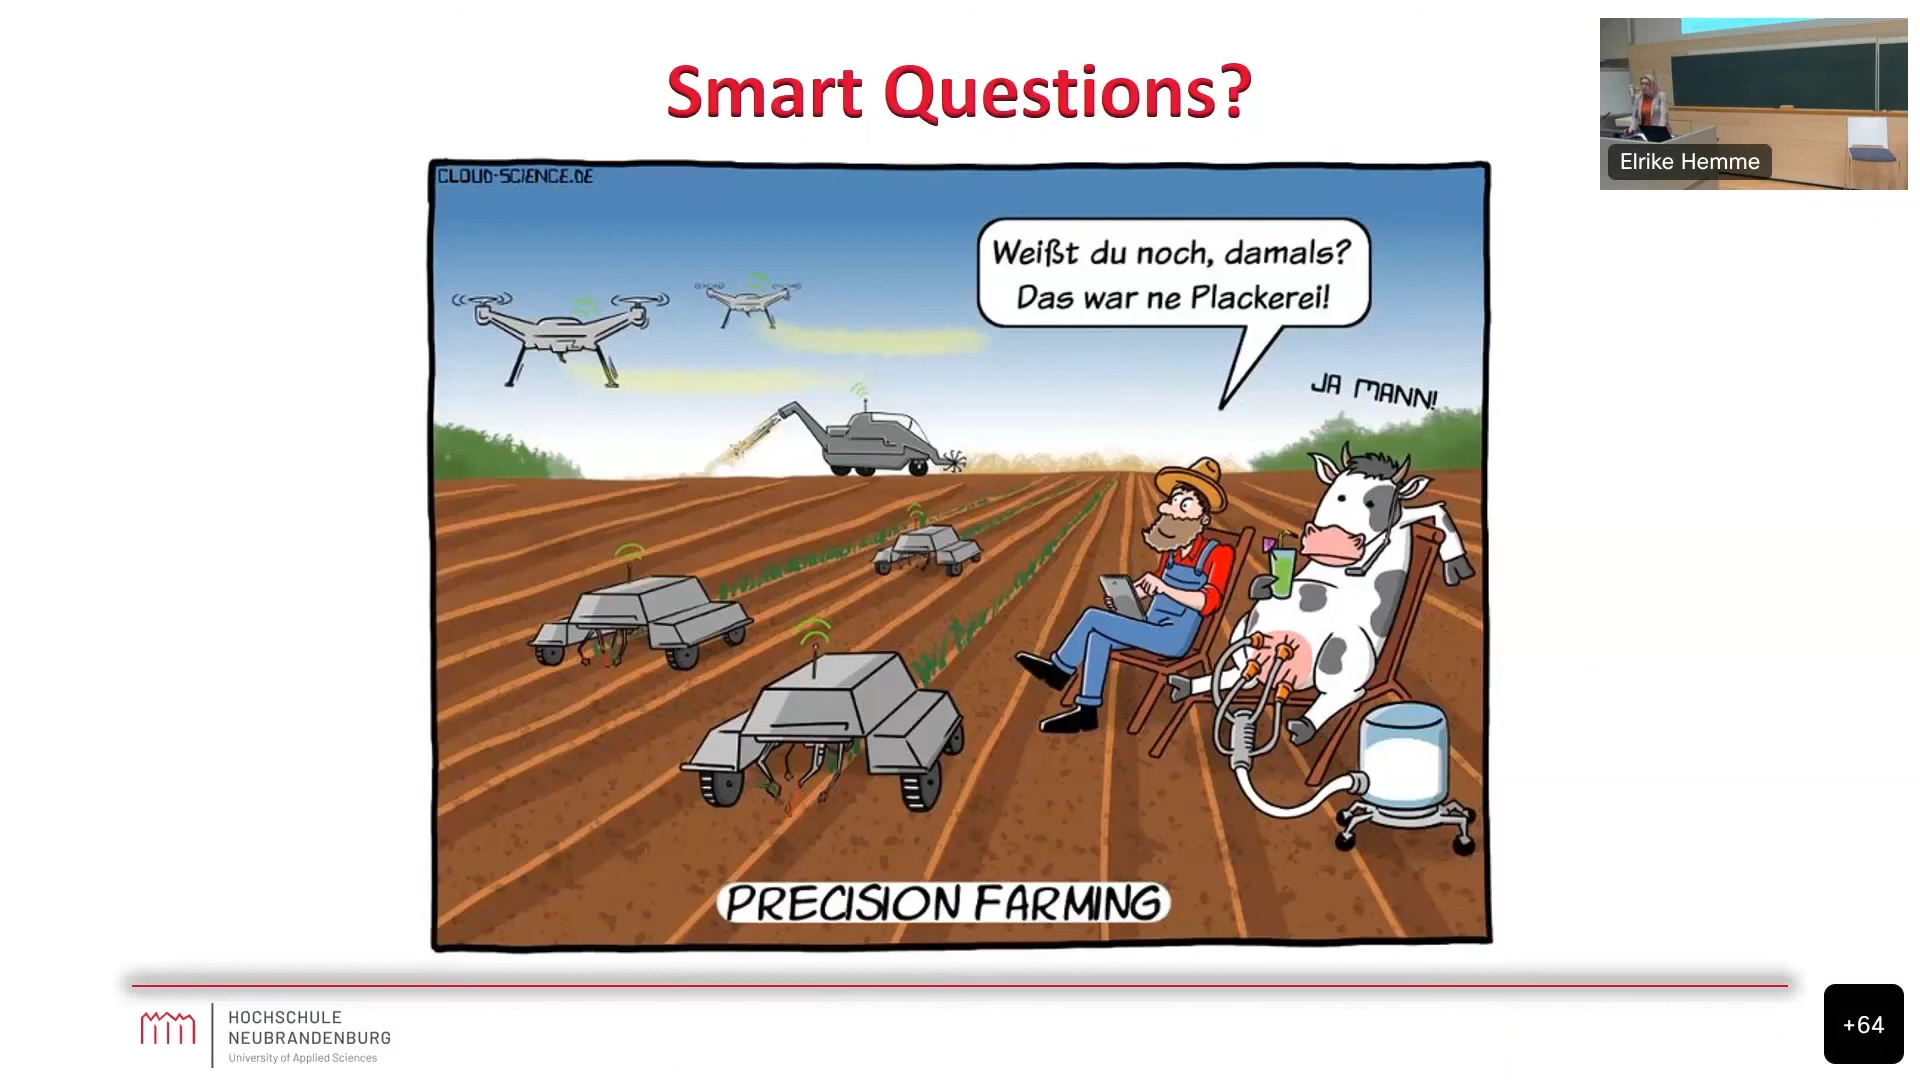 Smart Questions?
Elrike Hemme
CLOUD-SCIENCE.DE
Weißt du noch, damals?
Das war ne Plackerei!
JA MANN!
PRECISION FARMING
HOCHSCHULE
NEUBRANDENBURG
University of Applied Sciences
+64